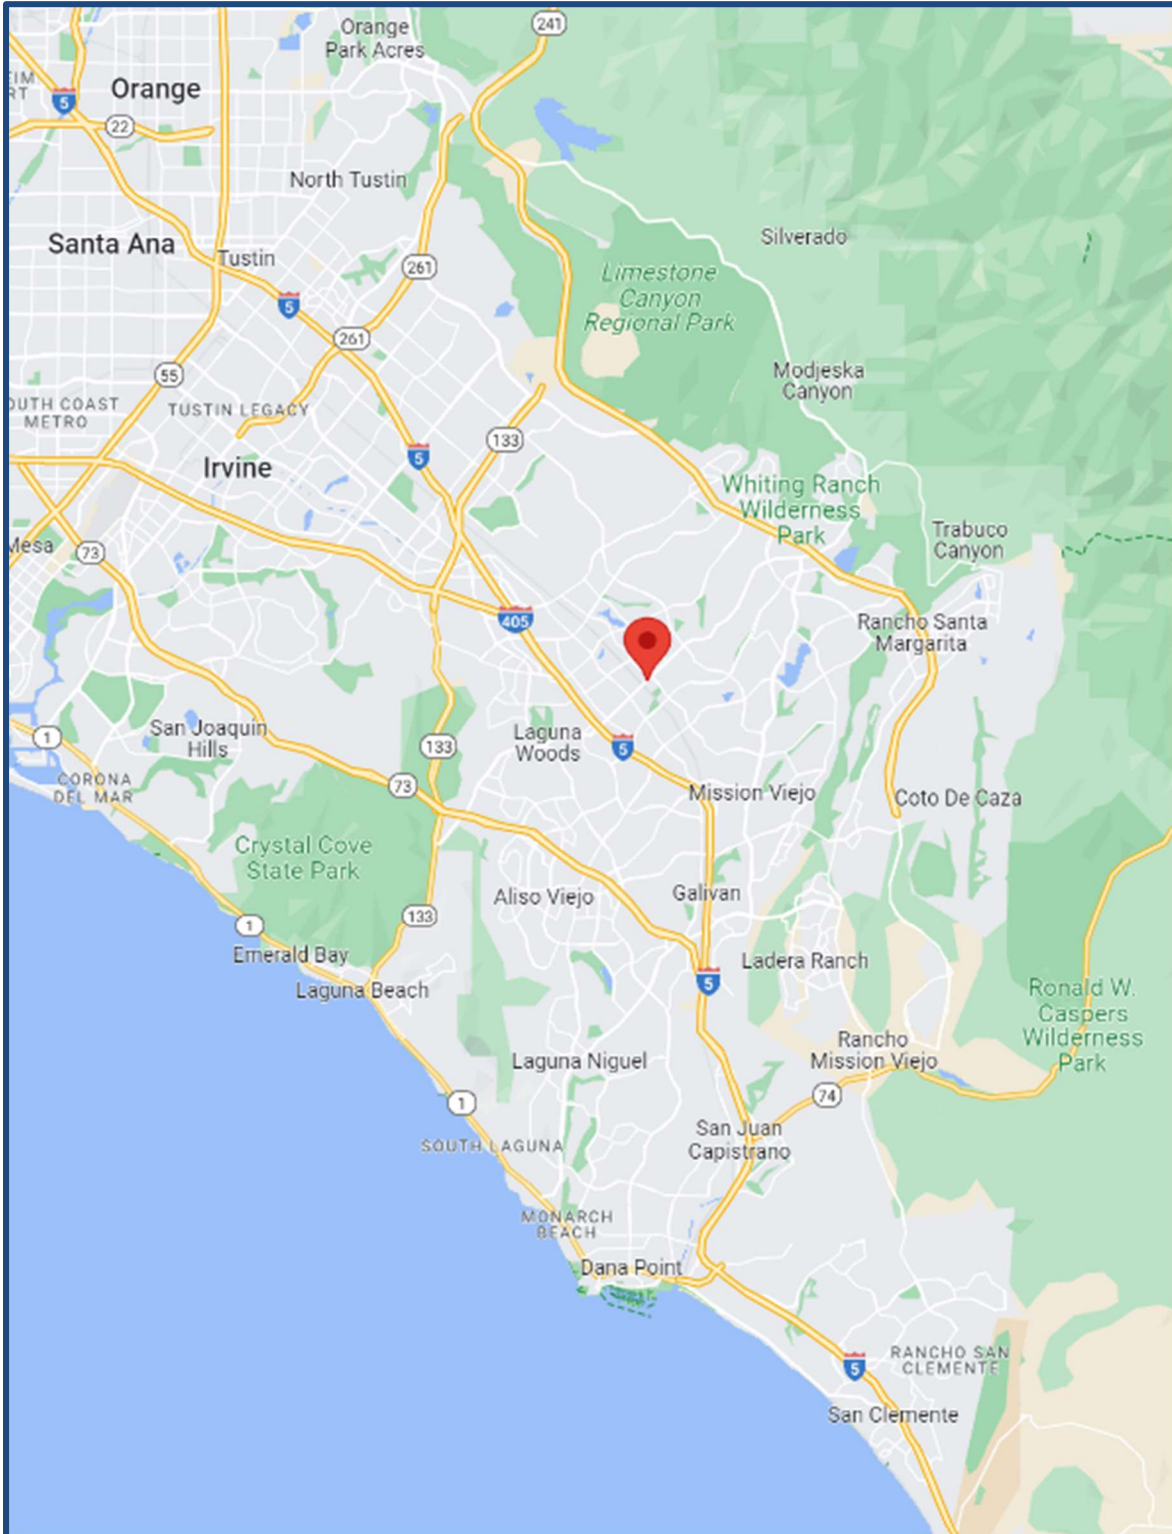 241
Orange
Park Acres
EIM
RT
5
Orange
22
North Tustin
Santa Ana
Tustin
261
5
Silverado
Limestone
Canyon
Regional Park
261
55
Modjeska
Canyon
OUTH COAST
METRO
TUSTIN LEGACY
133
5
Irvine
Whiting Ranch
Wilderness
Park
Mesa
73
Trabuco
Canyon
405
Rancho Santa
Margarita
1
San Joaquin
Hills
133
Laguna
Woods
5
CORONA
DEL MAR
73
Mission Viejo
Coto De Caza
Crystal Cove
State Park
Aliso Viejo
Galivan
133
1
Emerald Bay
Laguna Beach
Ladera Ranch
5
Ronald W.
Caspers
Wilderness
Park
Laguna Niguel
Rancho
Mission Viejo
74
1
SOUTH LAGUNA
San Juan
Capistrano
MONARCH
BEACH
Dana Point
5
RANCHO SAN
CLEMENTE
San Clemente